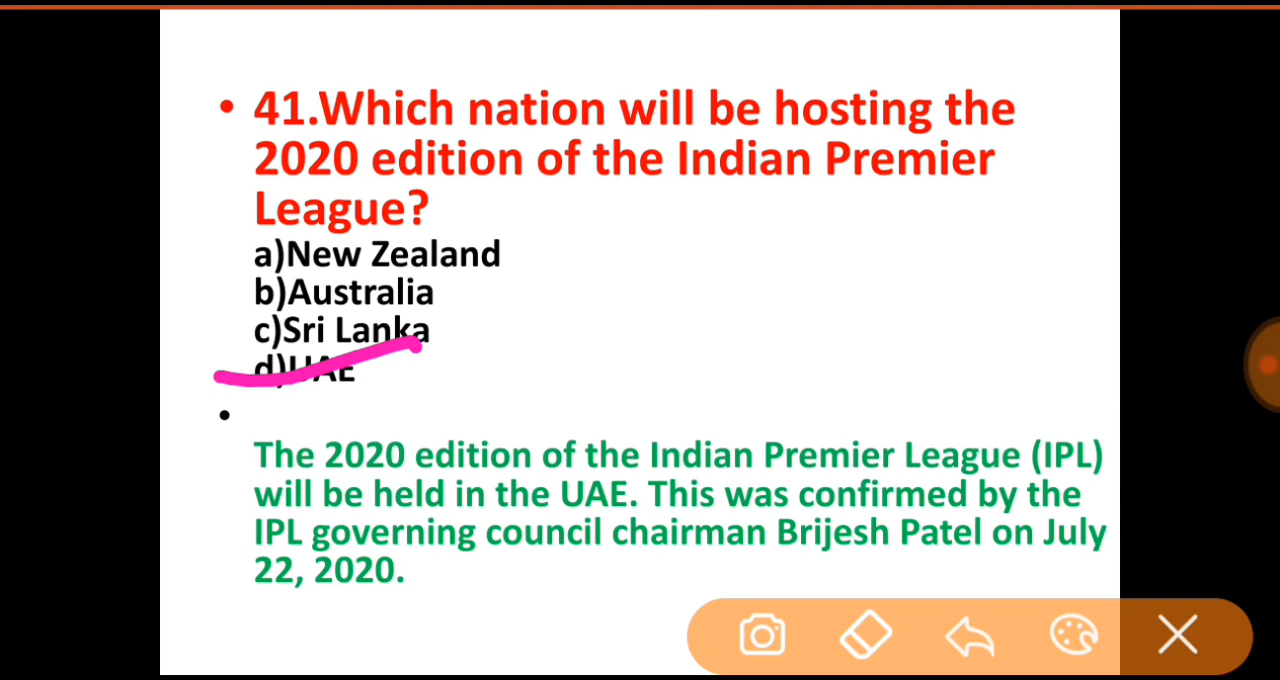 • 41.Which nation will be hosting the
2020 edition of the Indian Premier
League?
a)New Zealand
b)Australia
c)Sri Lanka
d)UAE
•
The 2020 edition of the Indian Premier League (IPL)
will be held in the UAE. This was confirmed by the
IPL governing council chairman Brijesh Patel on July
22, 2020.